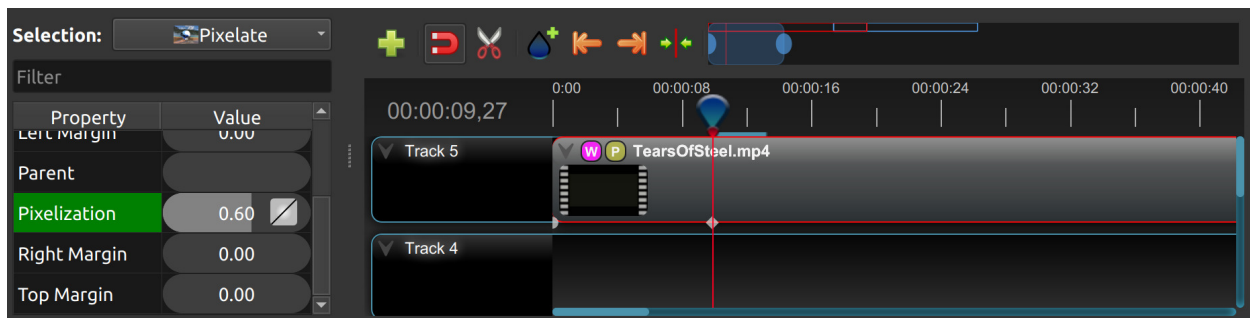 Selection: Pixelate
Filter
Property Value
Left Margin 0.00
Parent
Pixelization 0.60
Right Margin 0.00
Top Margin 0.00
00:00:09,27
0:00 00:00:08 00:00:16 00:00:24 00:00:32 00:00:40
Track 5
W P TearsOfSteel.mp4
Track 4